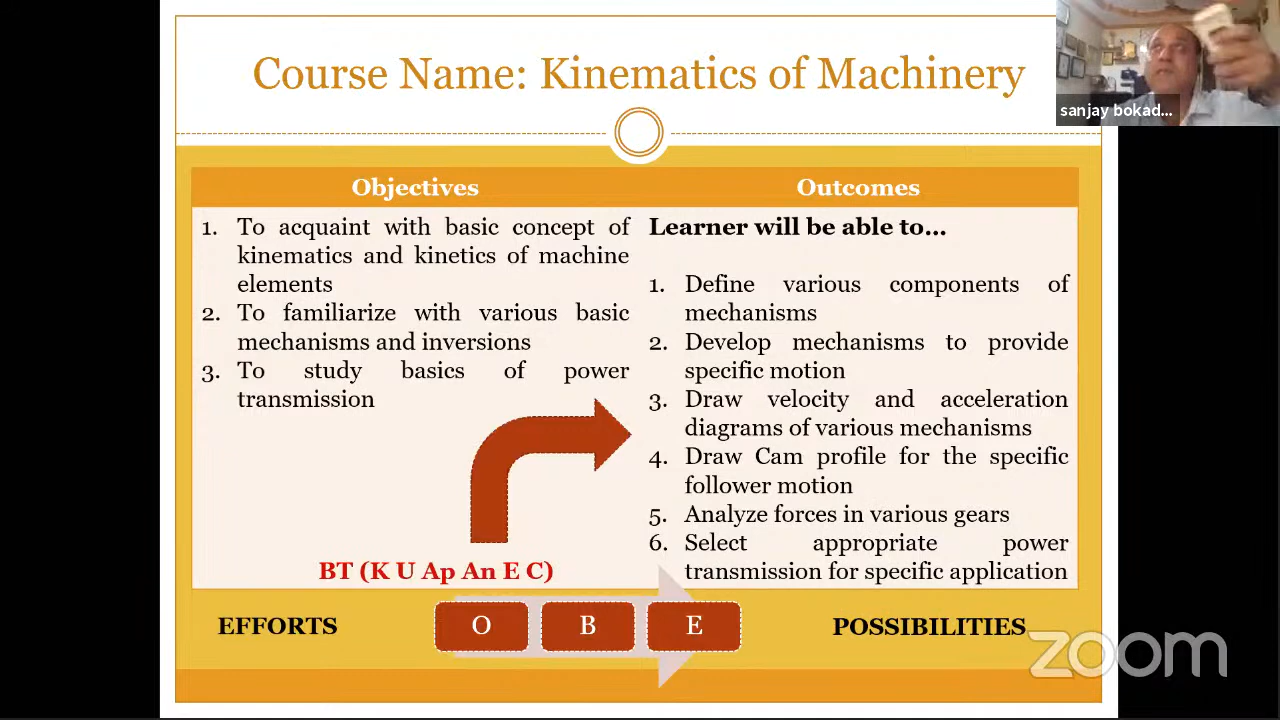 Course Name: Kinematics of Machinery
sanjay bokad...
Objectives
1. To acquaint with basic concept of
kinematics and kinetics of machine
elements
2. To familiarize with various basic
mechanisms and inversions
3. To study basics of power
transmission
BT (K U Ap An E C)
Outcomes
Learner will be able to...
1. Define various components of
mechanisms
2. Develop mechanisms to provide
specific motion
3. Draw velocity and acceleration
diagrams of various mechanisms
4. Draw Cam profile for the specific
follower motion
5. Analyze forces in various gears
6. Select appropriate power
transmission for specific application
EFFORTS
O B E
POSSIBILITIES
zoom